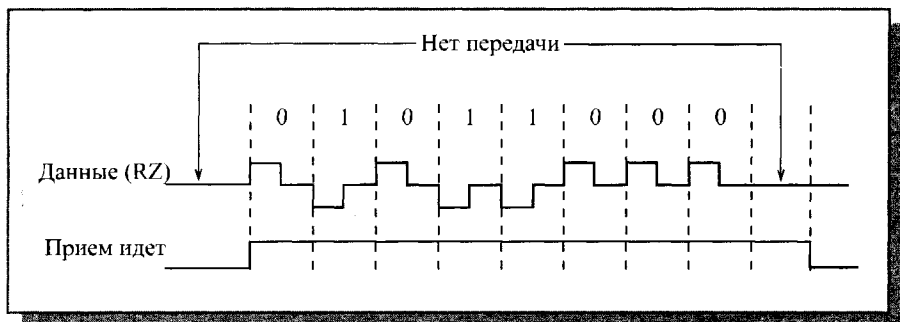 Нет передачи
0 1 0 1 1 0 0 0
Данные (RZ)
Прием идет